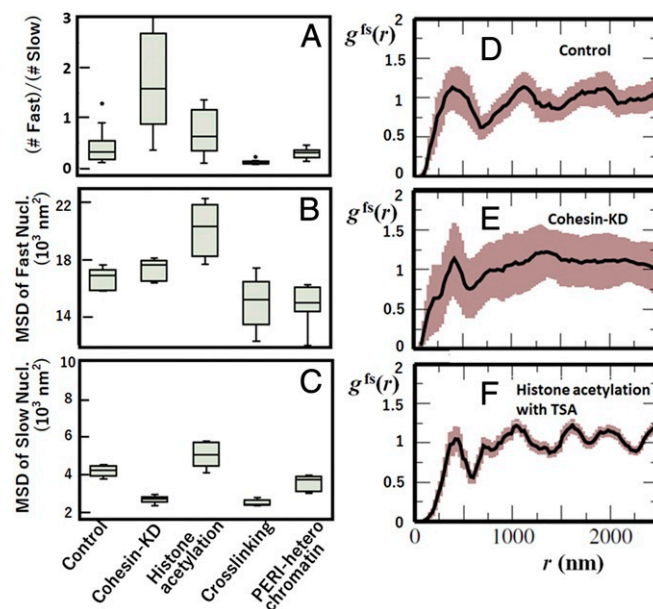 A
(# Fast)/(# Slow)
3
2
1
0
B
MSD of Fast Nucl.
(10³ nm²)
22
18
14
C
MSD of Slow Nucl.
(10³ nm²)
10
8
6
4
2
Control
Cohesin-KD
Histone
acetylation
Crosslinking
PERI-hetero
chromatin
D
gᶠˢ(r)
Control
2
1.5
1
0.5
0
E
gᶠˢ(r)
Cohesin-KD
2
1.5
1
0.5
0
F
gᶠˢ(r)
Histone acetylation
with TSA
2
1.5
1
0.5
0
0
1000
2000
r (nm)